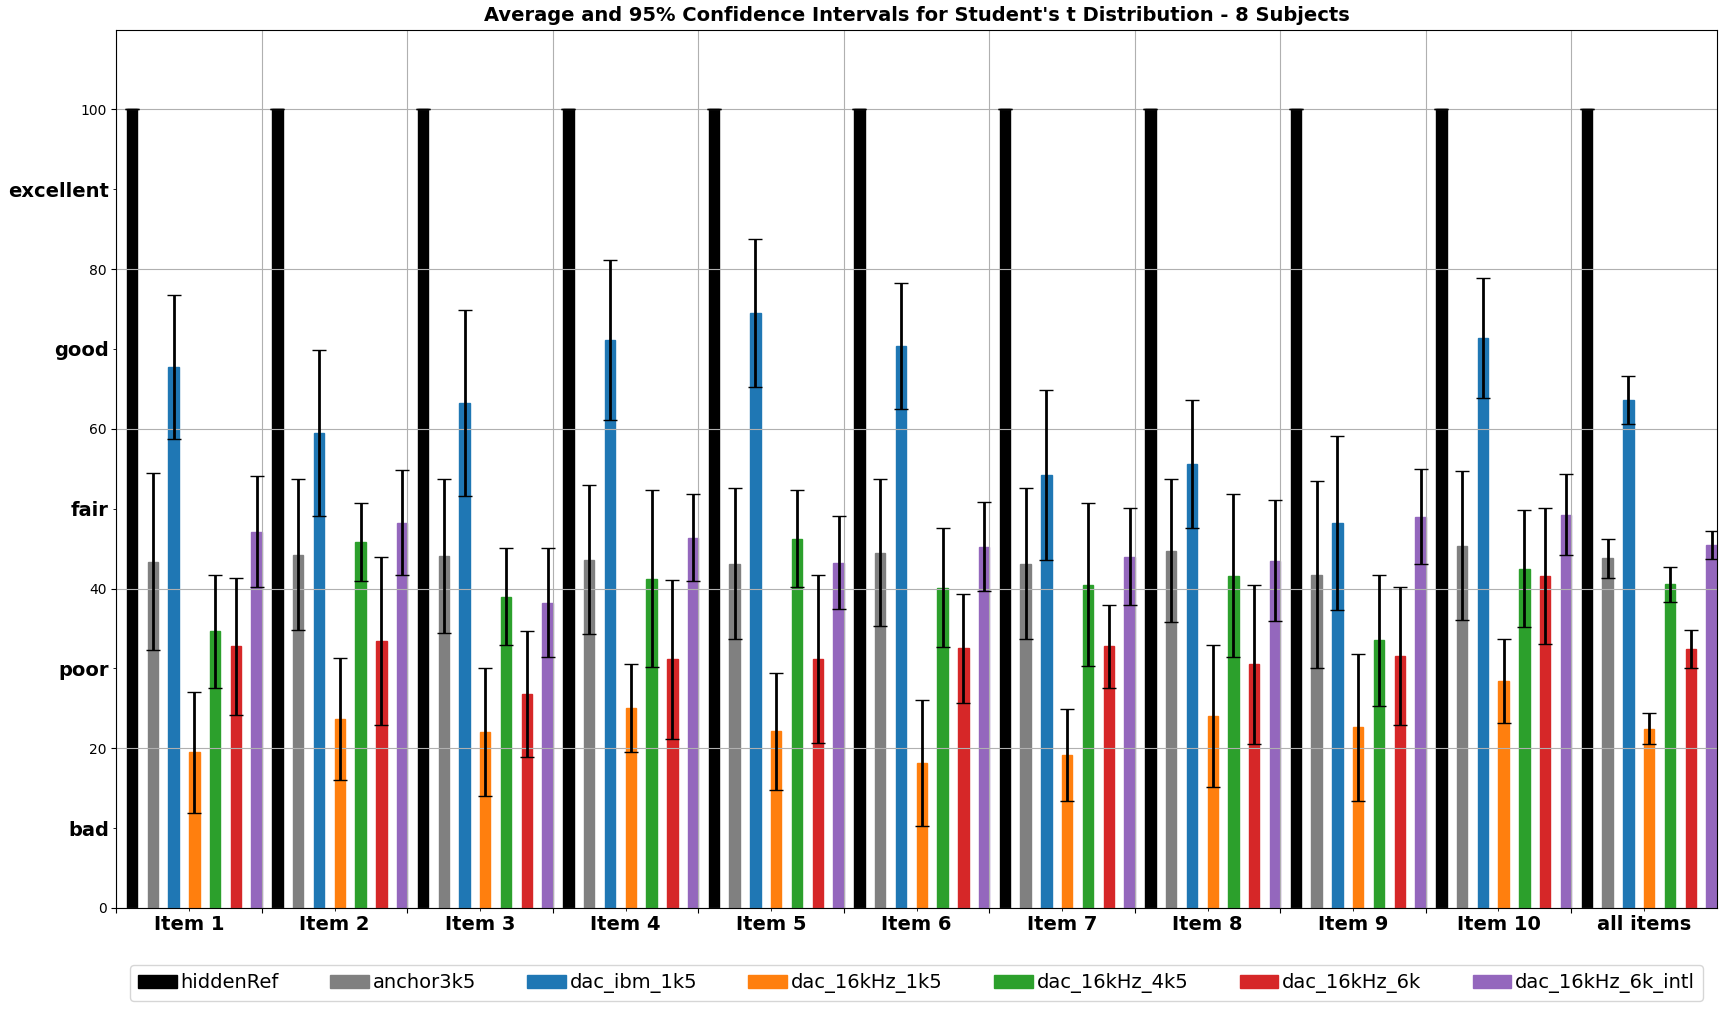 Average and 95% Confidence Intervals for Student's t Distribution - 8 Subjects
100
excellent
80
good
60
fair
40
poor
20
bad
0
Item 1 Item 2 Item 3 Item 4 Item 5 Item 6 Item 7 Item 8 Item 9 Item 10 all items
hiddenRef anchor3k5 dac_ibm_1k5 dac_16kHz_1k5 dac_16kHz_4k5 dac_16kHz_6k dac_16kHz_6k_intl